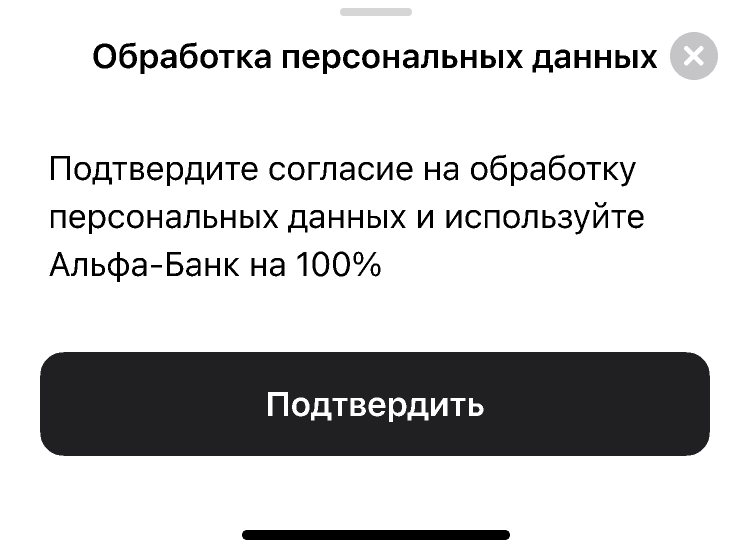 Обработка персональных данных
Подтвердите согласие на обработку
персональных данных и используйте
Альфа-Банк на 100%
Подтвердить